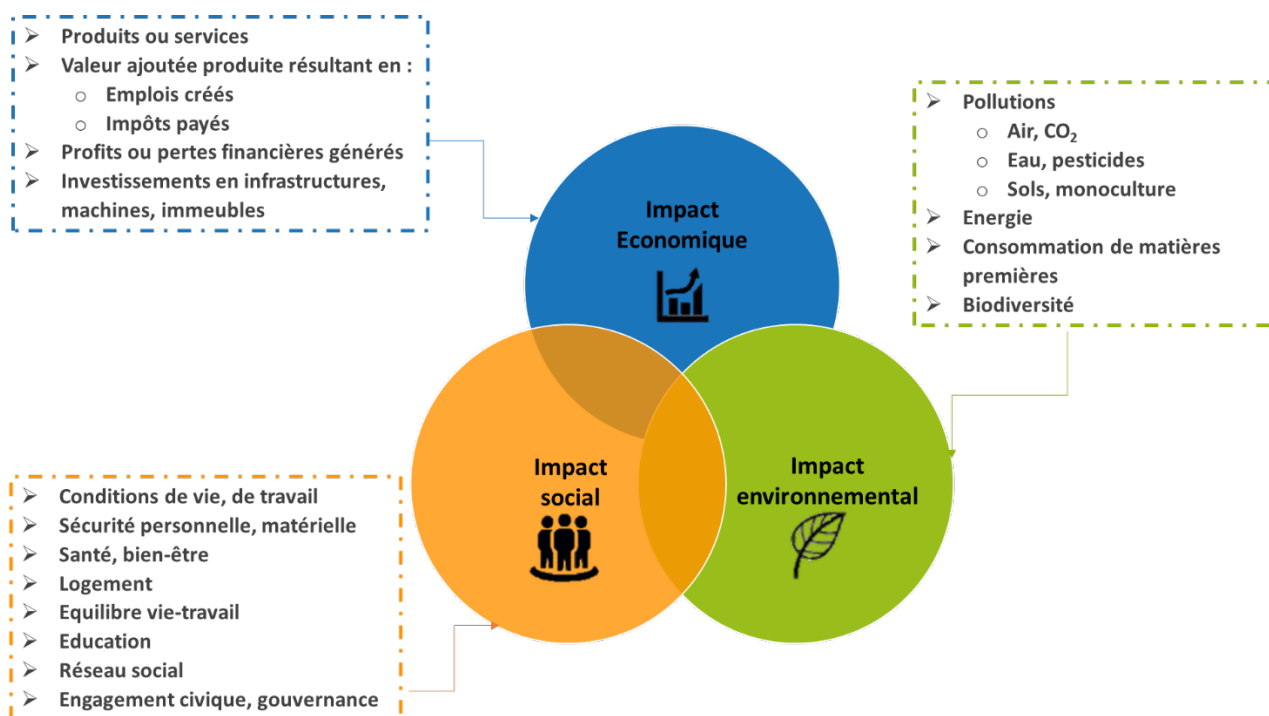 ➢ Produits ou services
➢ Valeur ajoutée produite résultant en :
o Emplois créés
o Impôts payés
➢ Profits ou pertes financières générés
➢ Investissements en infrastructures,
machines, immeubles
➢ Pollutions
o Air, CO₂
o Eau, pesticides
o Sols, monoculture
➢ Energie
➢ Consommation de matières
premières
➢ Biodiversité
Impact
Economique
Impact
social
Impact
environnemental
➢ Conditions de vie, de travail
➢ Sécurité personnelle, matérielle
➢ Santé, bien-être
➢ Logement
➢ Equilibre vie-travail
➢ Education
➢ Réseau social
➢ Engagement civique, gouvernance